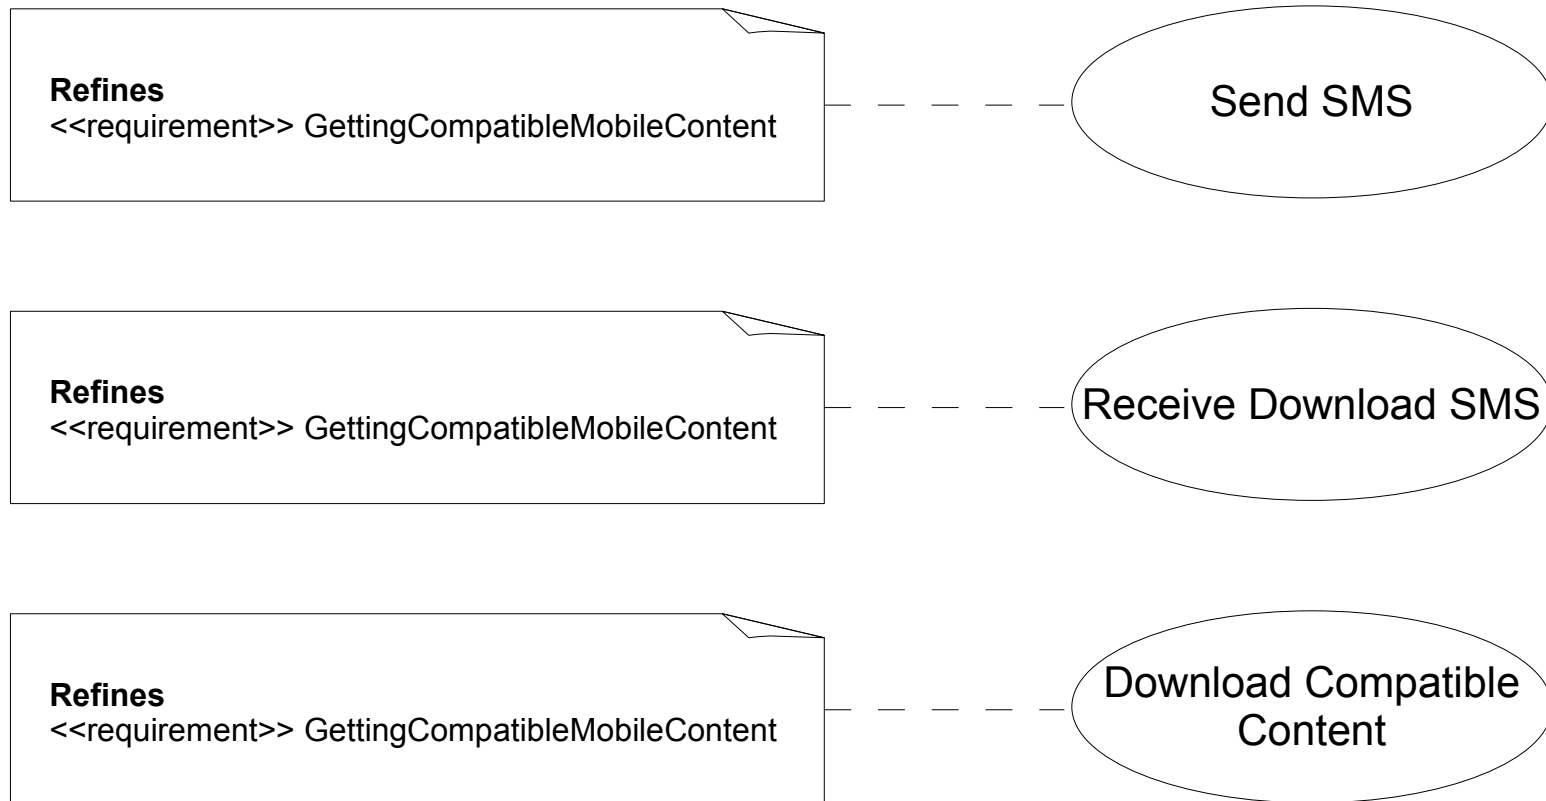 Refines
<<requirement>> GettingCompatibleMobileContent
Send SMS
Refines
<<requirement>> GettingCompatibleMobileContent
Receive Download SMS
Refines
<<requirement>> GettingCompatibleMobileContent
Download Compatible
Content